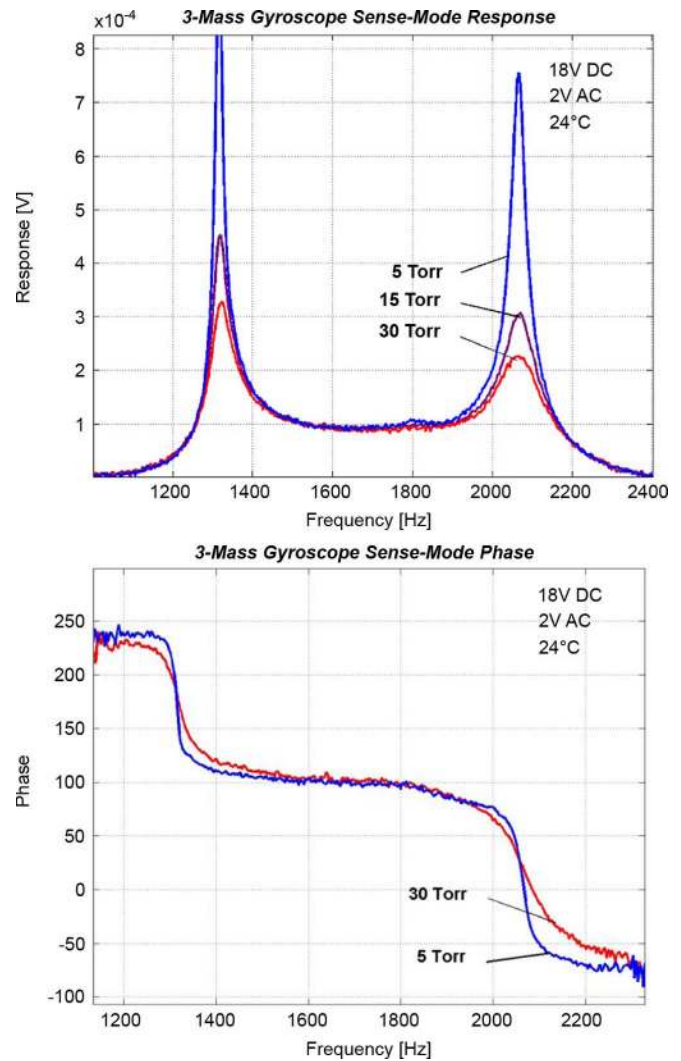 3-Mass Gyroscope Sense-Mode Response
x10^-4
8
7
6
5
4
3
2
1
Response [V]
18V DC
2V AC
24°C
5 Torr
15 Torr
30 Torr
1200 1400 1600 1800 2000 2200 2400
Frequency [Hz]
3-Mass Gyroscope Sense-Mode Phase
250
200
150
100
50
0
-50
-100
Phase
18V DC
2V AC
24°C
30 Torr
5 Torr
1200 1400 1600 1800 2000 2200
Frequency [Hz]